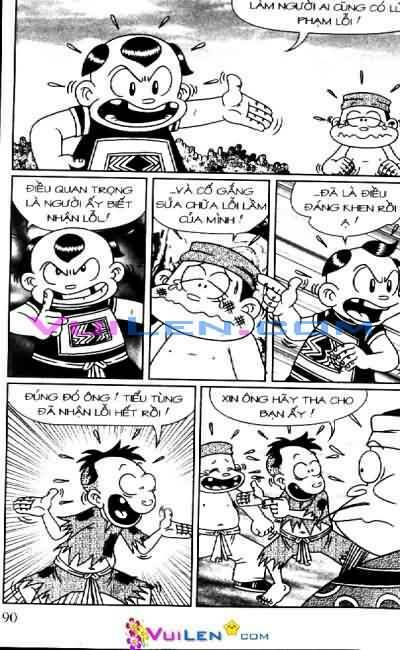 LÀM NGƯỜI AI CŨNG CÓ LÚC
PHẠM LỖI !
ĐIỀU QUAN TRỌNG
LÀ NGƯỜI ẤY BIẾT
NHẬN LỖI...
...VÀ CỐ GẮNG
SỬA CHỮA LỖI LẦM
CỦA MÌNH !
...ĐÃ LÀ ĐIỀU
ĐÁNG KHEN RỒI
Ạ !
VUILEN.COM
ĐÚNG ĐÓ ÔNG ! TIỂU TÙNG
ĐÃ NHẬN LỖI HẾT RỒI !
XIN ÔNG HÃY THA CHO
BẠN ẤY !
90
VUILEN.COM